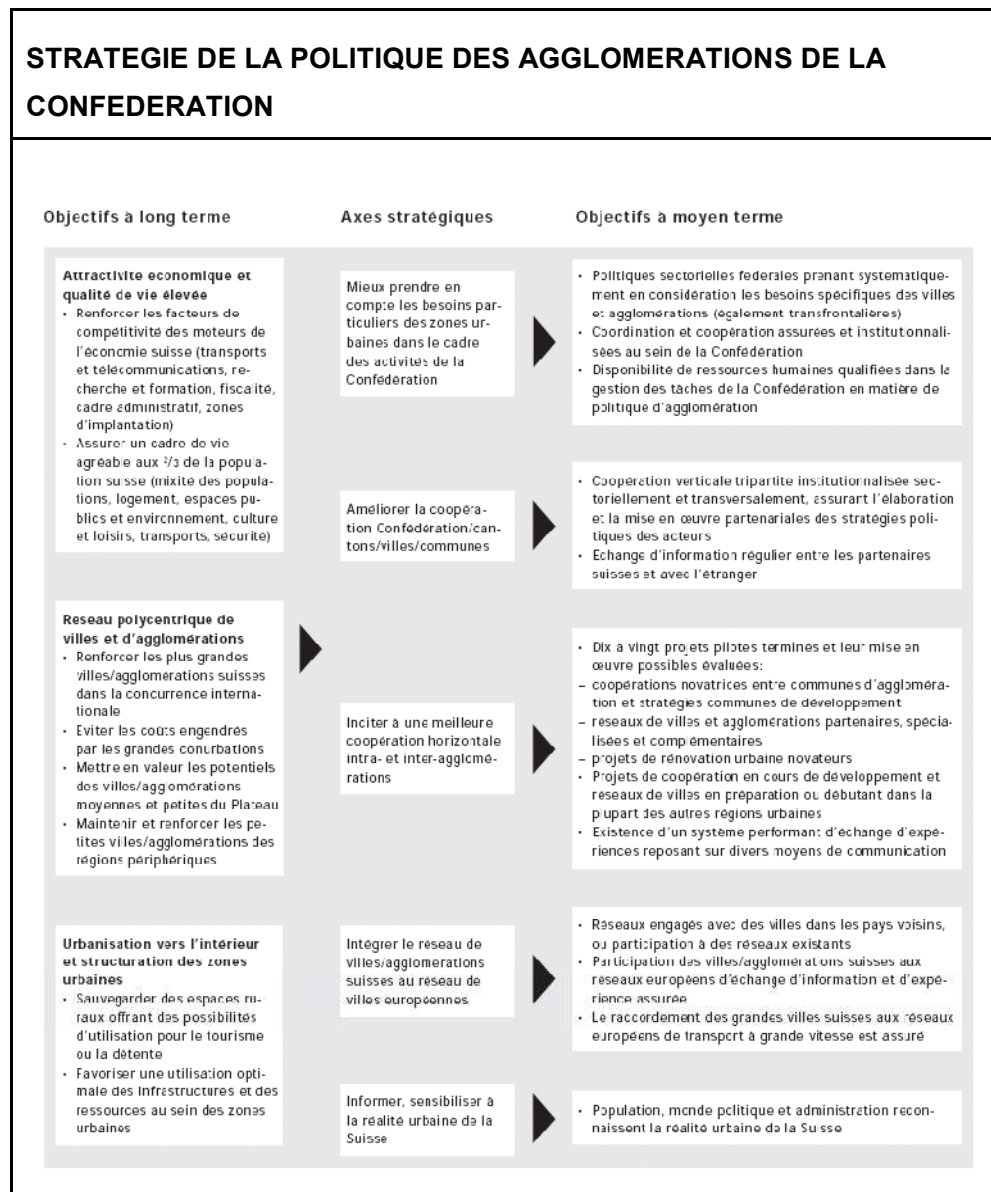 STRATEGIE DE LA POLITIQUE DES AGGLOMERATIONS DE LA
CONFEDERATION
Objectifs à long terme
Attractivite economique et
qualité de vie élevée
· Renforcer les facteurs de
compétitivité des moteurs de
l'économie suisse (transports
et télécommunications, re-
cherche et formation, fiscalité,
cadre administratif, zones
d'implantation)
· Assurer un cadre de vie
agréable aux ²/3 de la popula-
tion suisse (mixité des popula-
tions, logement, espaces pu-
blics et environnement, culture
et loisirs, transports, sécurité)
Reseau polycentrique de
villes et d'agglomérations
· Renforcer les plus grandes
villes/agglomérations suisses
dans la concurrence interna-
tionale
· Eviter les coûts engendrés
par les grandes conurbations
· Mettre en valeur les potentiels
des villes/agglomérations
moyennes et petites du Plateau
· Maintenir et renforcer les pe-
tites villes/agglomérations des
régions périphériques
Urbanisation vers l'intérieur
et structuration des zones
urbaines
· Sauvegarder des espaces ru-
raux offrant des possibilités
d'utilisation pour le tourisme
ou la détente
· Favoriser une utilisation opti-
male des infrastructures et des
ressources au sein des zones
urbaines
Axes stratégiques
Mieux prendre en
compte les besoins par-
ticuliers des zones ur-
baines dans le cadre
des activités de la
Confédération
Améliorer la coopéra-
tion Confédération/can-
tons/villes/communes
Inciter à une meilleure
coopération horizontale
intra- et inter-agglomé-
rations
Intégrer le réseau de
villes/agglomerations
suisses au réseau de
villes européennes
Informer, sensibiliser à
la réalité urbaine de la
Suisse
Objectifs à moyen terme
· Politiques sectorielles federales prenant systematique-
ment en considération les besoins spécifiques des villes
et agglomérations (également transfrontalières)
· Coordination et coopération assurées et institutionnali-
sées au sein de la Confédération
· Disponibilité de ressources humaines qualifiées dans la
gestion des tâches de la Confédération en matière de
politique d'agglomération
· Coopération verticale tripartite institutionnalisée sec-
toriellement et transversalement, assurant l'élaboration
et la mise en œuvre partenariales des stratégies poli-
tiques des acteurs
· Echange d'information régulier entre les partenaires
suisses et avec l'étranger
· Dix a vingt projets pilotes termines et leur mise en
œuvre possibles évaluées:
– coopérations novatrices entre communes d'aggloméra-
tion et stratégies communes de développement
– réseaux de villes et agglomérations partenaires, spécia-
lisées et complémentaires
– projets de rénovation urbaine novateurs
· Projets de coopération en cours de développement et
réseaux de villes en préparation ou débutant dans la
plupart des autres régions urbaines
· Existence d'un système performant d'échange d'expé-
riences reposant sur divers moyens de communication
· Réseaux engagés avec des villes dans les pays voisins,
ou participation à des réseaux existants
· Participation des villes/agglomérations suisses aux
réseaux européens d'échange d'information et d'expé-
rience assurée
· Le raccordement des grandes villes suisses aux réseaux
européens de transport à grande vitesse est assuré
· Population, monde politique et administration recon-
naissent la réalité urbaine de la Suisse